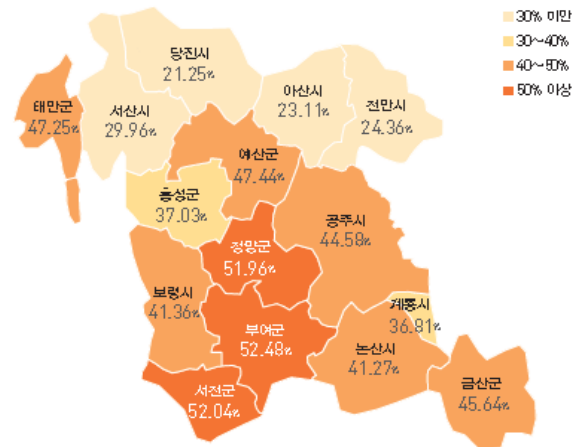 30% 미만
30~40%
40~50%
50% 이상
당진시
21.25%
아산시
23.11%
천안시
24.36%
태안군
47.25%
서산시
29.96%
예산군
47.44%
홍성군
37.03%
공주시
44.58%
청양군
51.96%
보령시
41.36%
계룡시
36.81%
부여군
52.48%
논산시
41.27%
서천군
52.04%
금산군
45.64%